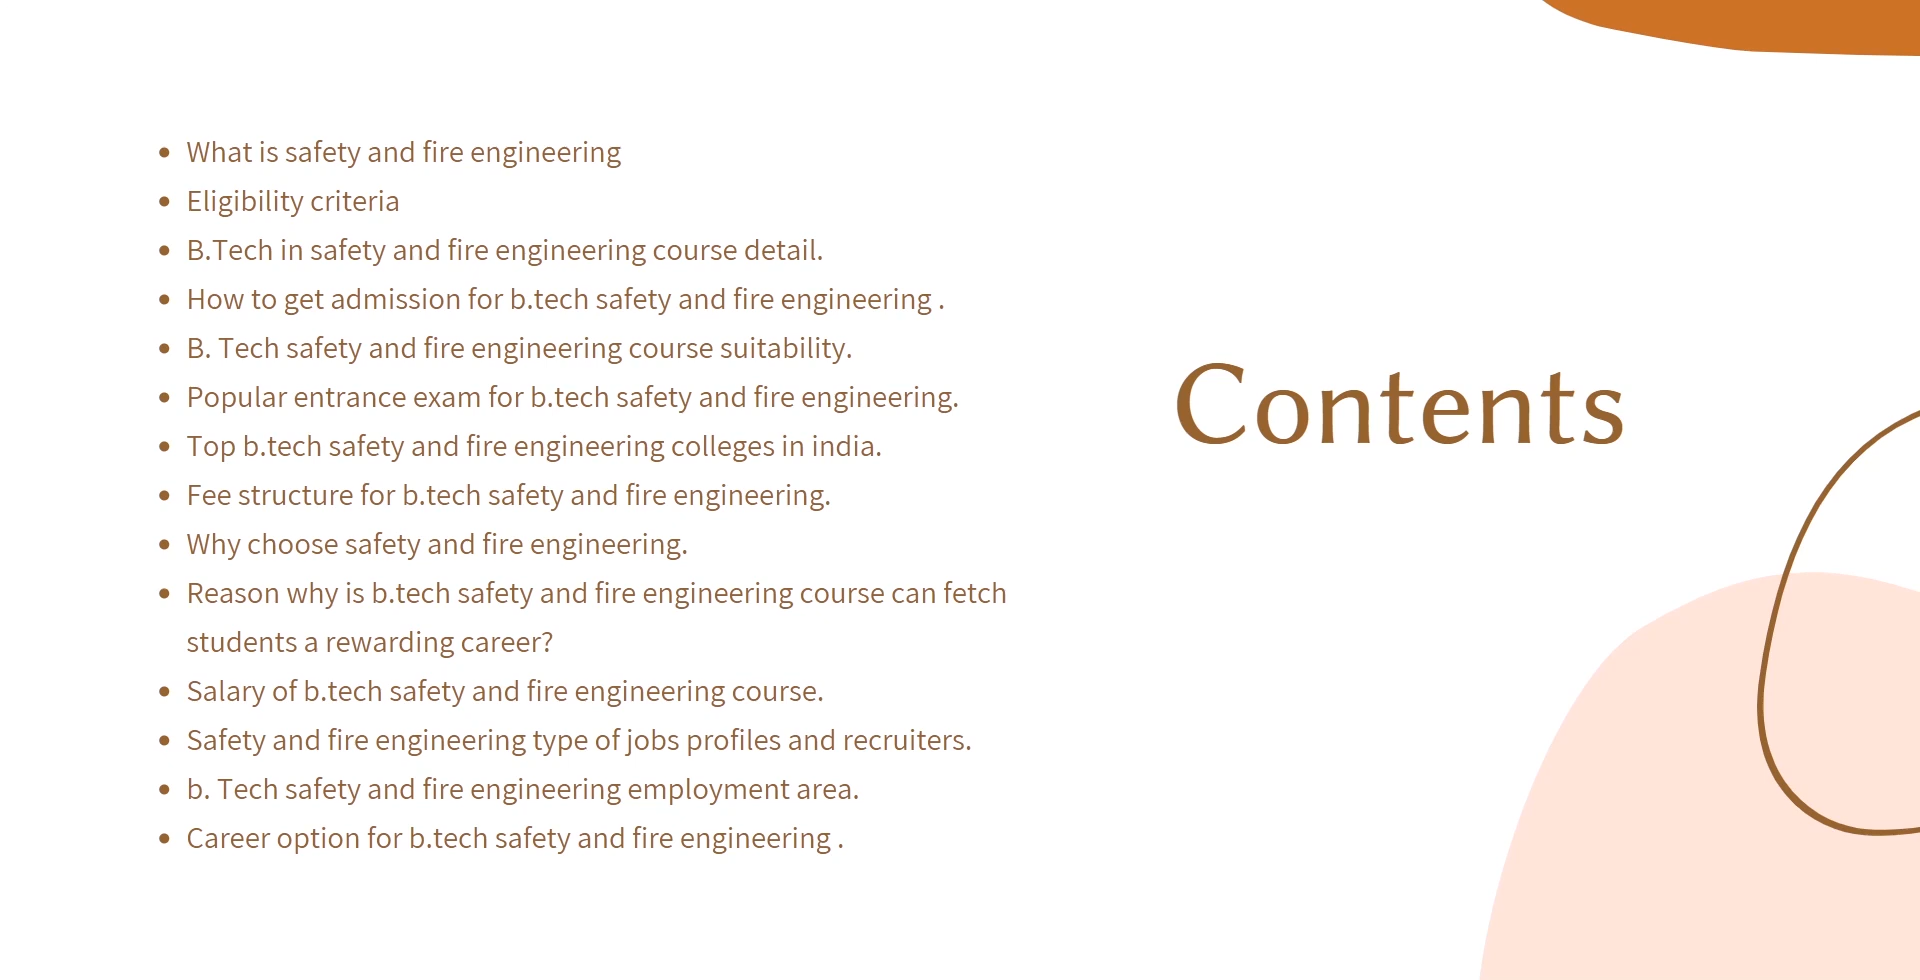 • What is safety and fire engineering
• Eligibility criteria
• B.Tech in safety and fire engineering course detail.
• How to get admission for b.tech safety and fire engineering .
• B. Tech safety and fire engineering course suitability.
• Popular entrance exam for b.tech safety and fire engineering.
• Top b.tech safety and fire engineering colleges in india.
• Fee structure for b.tech safety and fire engineering.
• Why choose safety and fire engineering.
• Reason why is b.tech safety and fire engineering course can fetch
students a rewarding career?
• Salary of b.tech safety and fire engineering course.
• Safety and fire engineering type of jobs profiles and recruiters.
• b. Tech safety and fire engineering employment area.
• Career option for b.tech safety and fire engineering .
Contents